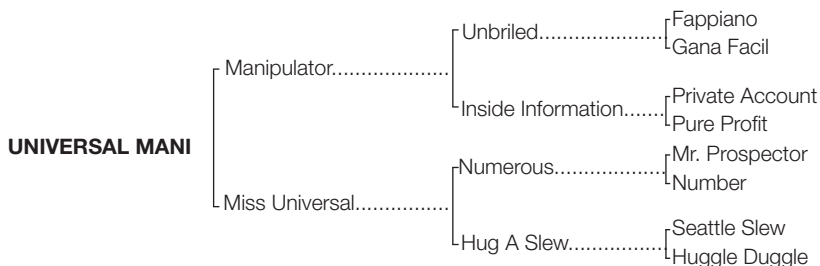 Fappiano
Unbriled..................
Gana Facil
Manipulator.....................
Private Account
Inside Information.......
Pure Profit
UNIVERSAL MANI
Mr. Prospector
Numerous....................
Number
Miss Universal................
Seattle Slew
Hug A Slew.................
Huggle Duggle